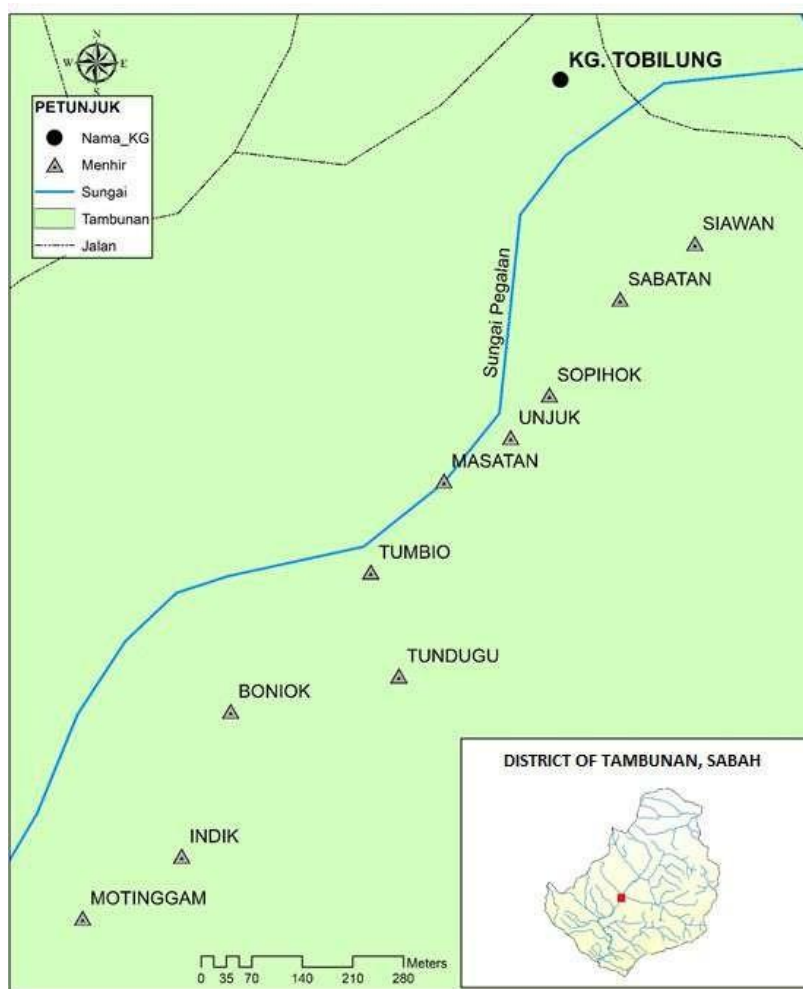 N
W E
S
KG. TOBILUNG
PETUNJUK
Nama_KG
Menhir
Sungai
Tambunan
Jalan
SIAWAN
SABATAN
Sungai Pegalan
SOPIHOK
UNJUK
MASATAN
TUMBIO
TUNDUGU
BONIOK
DISTRICT OF TAMBUNAN, SABAH
INDIK
MOTINGGAM
Meters
0 35 70 140 210 280